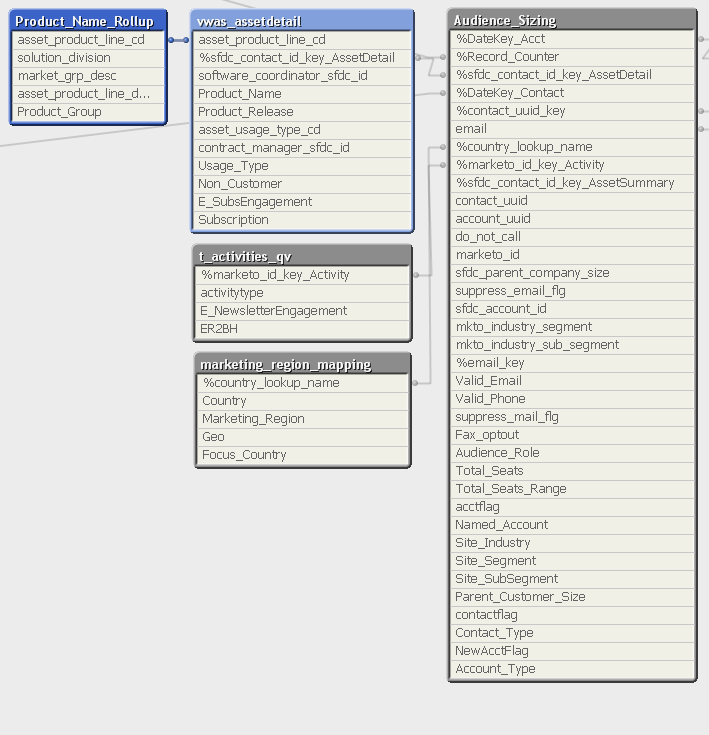 Product_Name_Rollup
asset_product_line_cd
solution_division
market_grp_desc
asset_product_line_d...
Product_Group
vwas_assetdetail
asset_product_line_cd
%sfdc_contact_id_key_AssetDetail
software_coordinator_sfdc_id
Product_Name
Product_Release
asset_usage_type_cd
contract_manager_sfdc_id
Usage_Type
Non_Customer
E_SubsEngagement
Subscription
t_activities_qv
%marketo_id_key_Activity
activitytype
E_NewsletterEngagement
ER2BH
marketing_region_mapping
%country_lookup_name
Country
Marketing_Region
Geo
Focus_Country
Audience_Sizing
%DateKey_Acct
%Record_Counter
%sfdc_contact_id_key_AssetDetail
%DateKey_Contact
%contact_uuid_key
email
%country_lookup_name
%marketo_id_key_Activity
%sfdc_contact_id_key_AssetSummary
contact_uuid
account_uuid
do_not_call
marketo_id
sfdc_parent_company_size
suppress_email_flg
sfdc_account_id
mkto_industry_segment
mkto_industry_sub_segment
%email_key
Valid_Email
Valid_Phone
suppress_mail_flg
Fax_optout
Audience_Role
Total_Seats
Total_Seats_Range
acctflag
Named_Account
Site_Industry
Site_Segment
Site_SubSegment
Parent_Customer_Size
contactflag
Contact_Type
NewAcctFlag
Account_Type